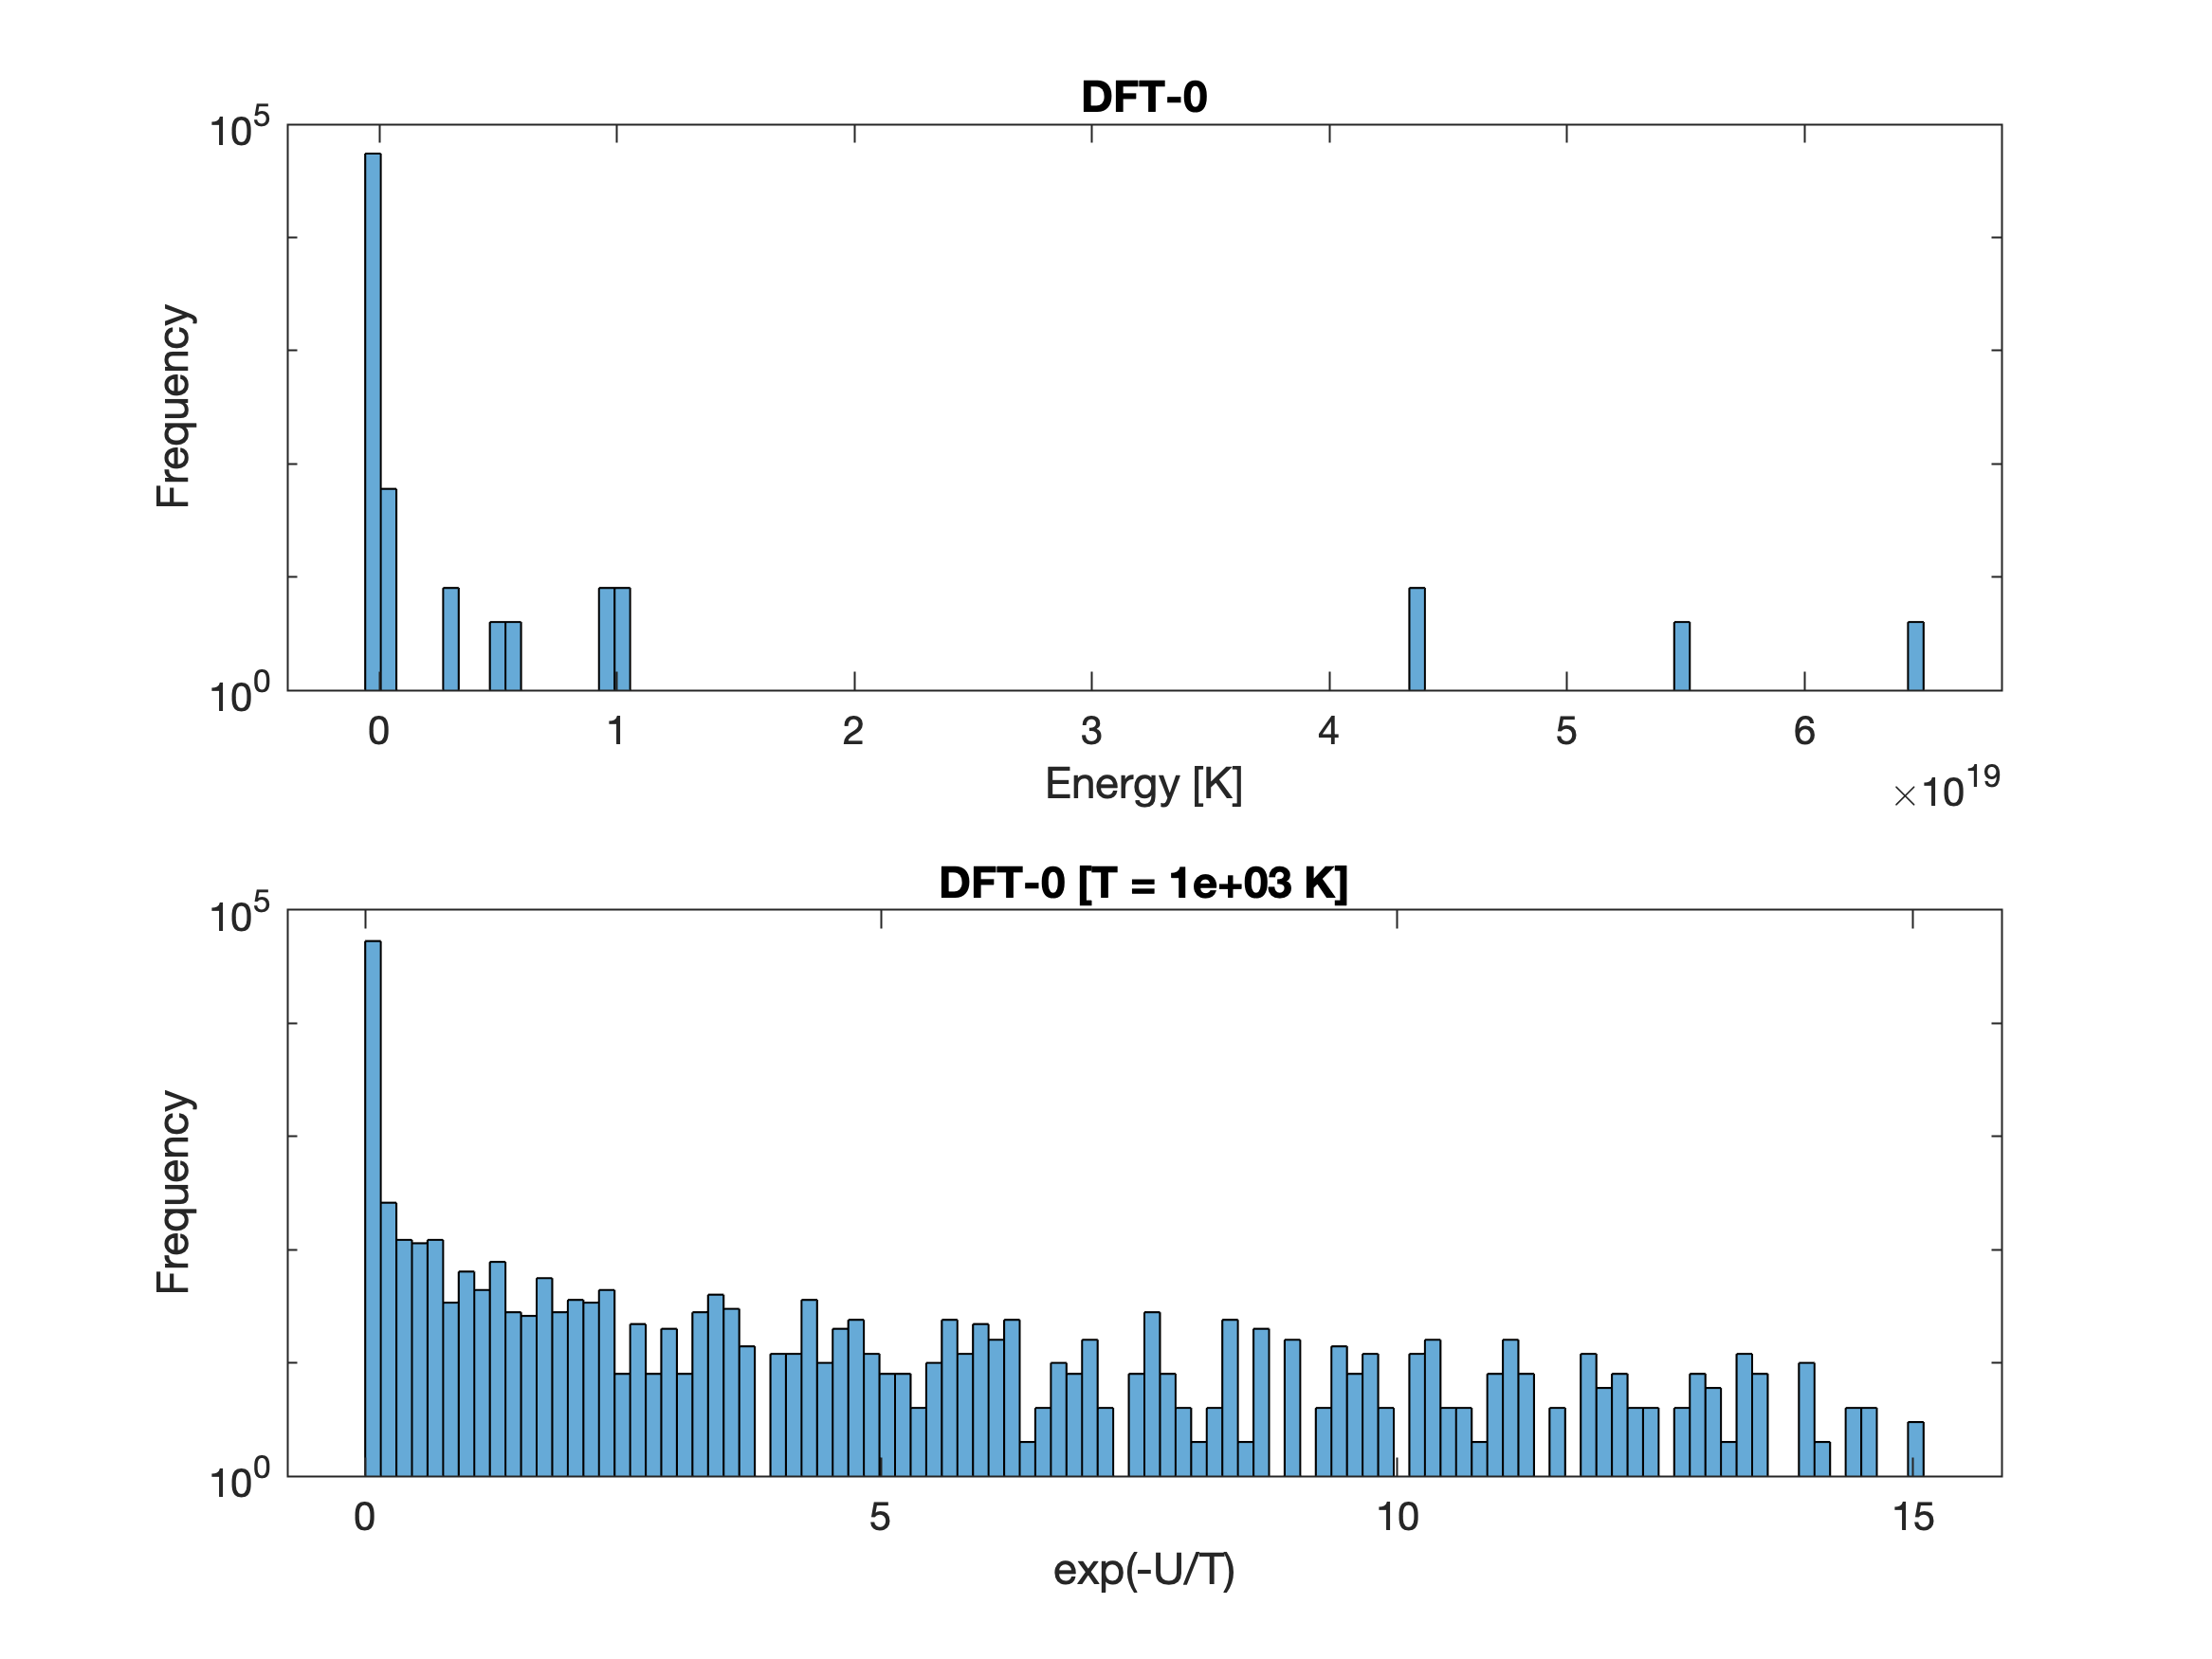 DFT-0
10^5
Frequency
10^0
0 1 2 3 4 5 6
Energy [K]
×10^19
DFT-0 [T = 1e+03 K]
10^5
Frequency
10^0
0 5 10 15
exp(-U/T)